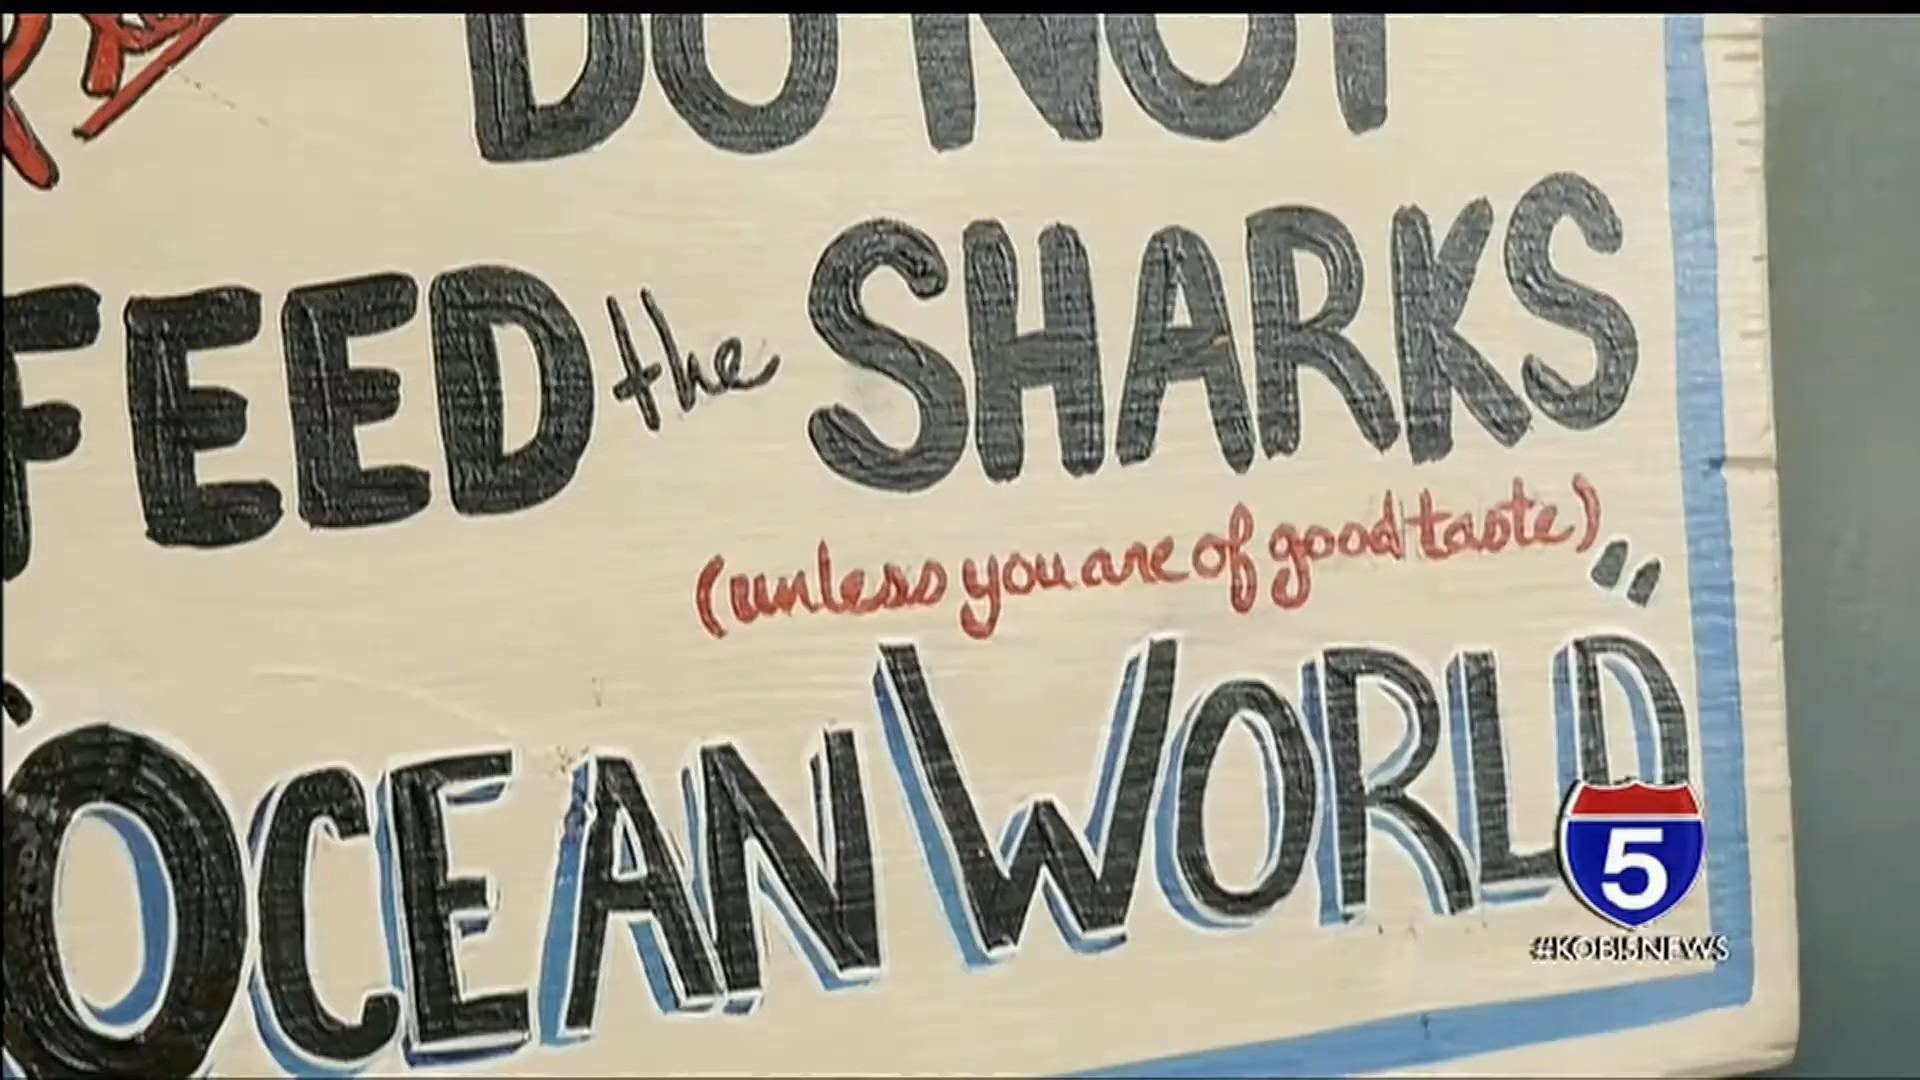 DO NOT
FEED the SHARKS
(unless you are of good taste)"
OCEAN WORLD
5
#KOBI5NEWS